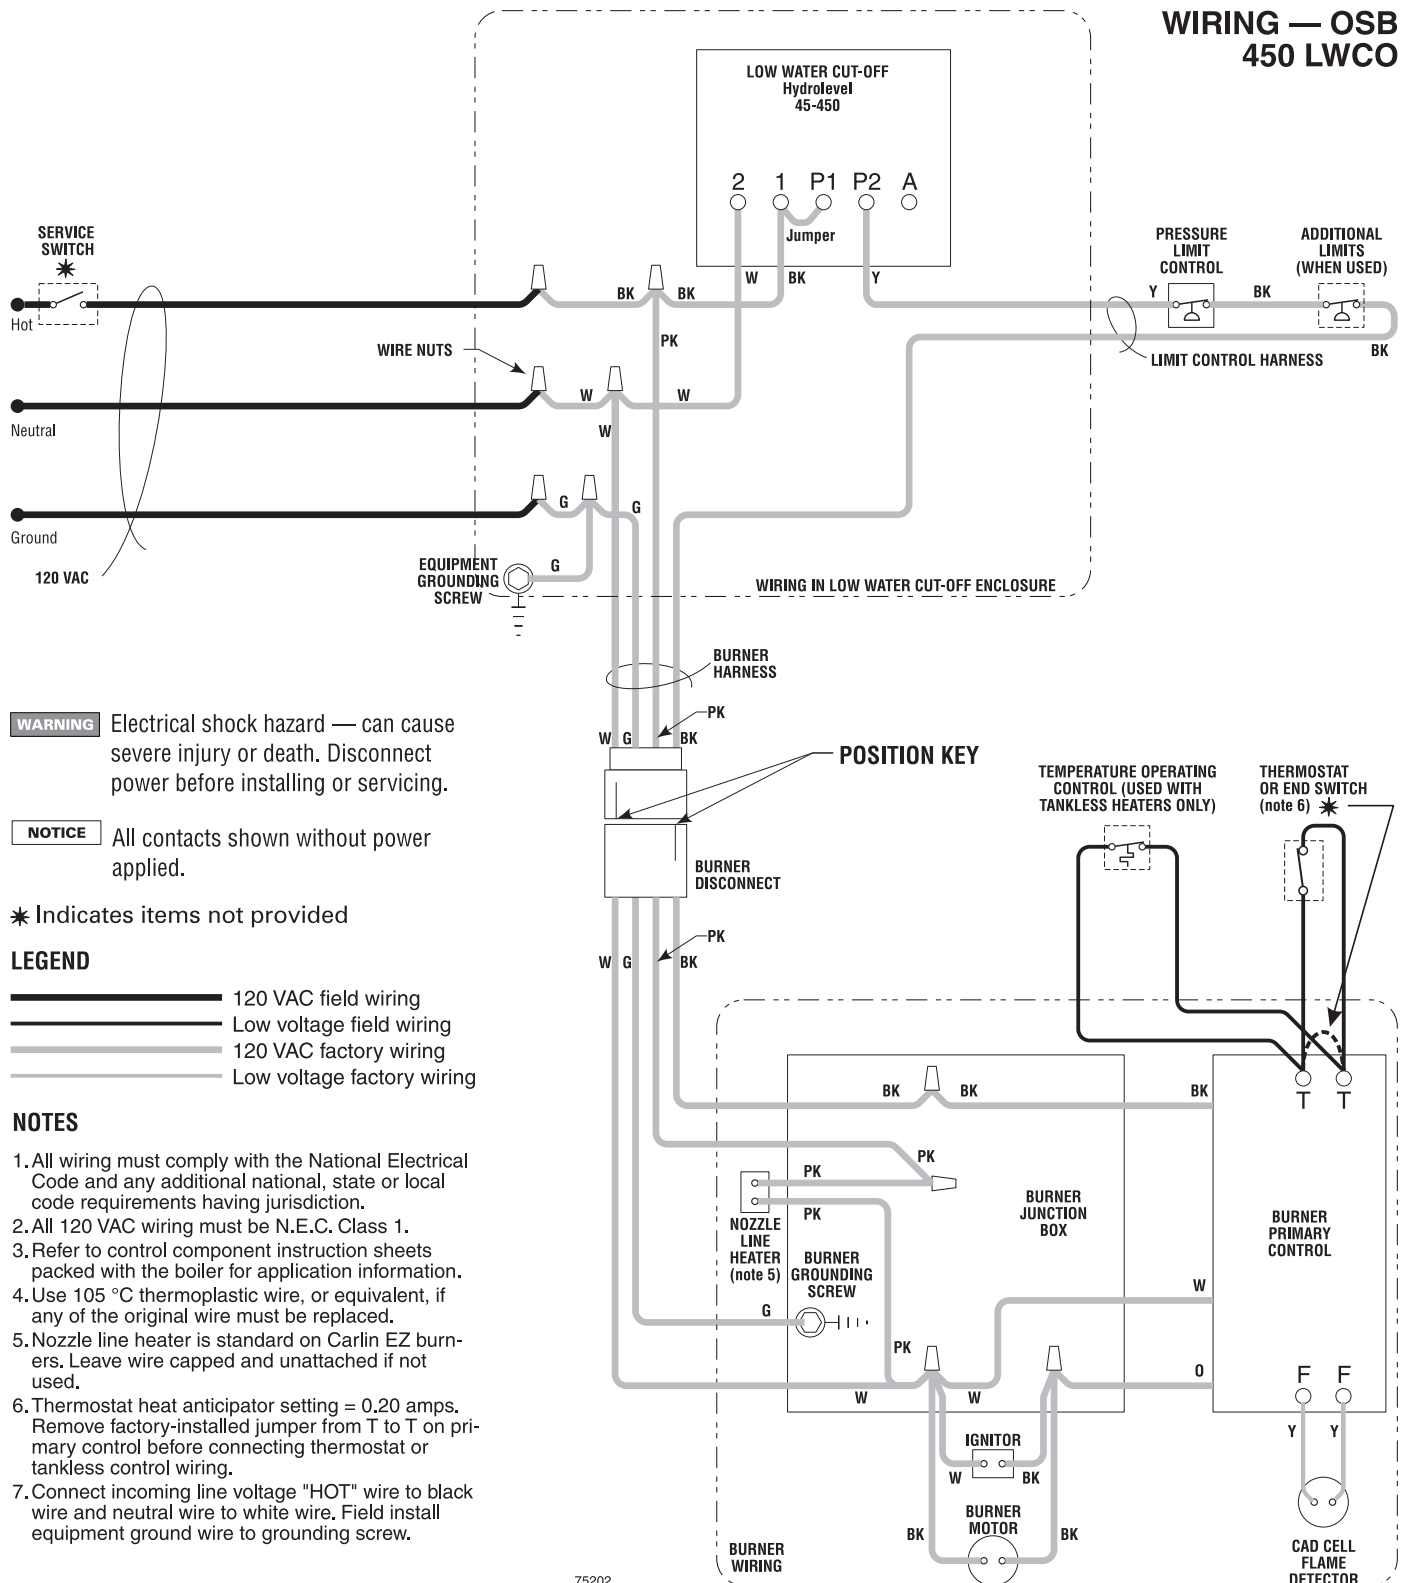 WIRING — OSB
450 LWCO
LOW WATER CUT-OFF
Hydrolevel
45-450
2 1 P1 P2 A
Jumper
W BK Y
SERVICE
SWITCH
✷
Hot
BK BK
PK
PRESSURE
LIMIT
CONTROL
ADDITIONAL
LIMITS
(WHEN USED)
Y BK
BK
LIMIT CONTROL HARNESS
WIRE NUTS
W W
W
Neutral
G G
Ground
120 VAC
EQUIPMENT
GROUNDING
SCREW
G
WIRING IN LOW WATER CUT-OFF ENCLOSURE
BURNER
HARNESS
PK
W G BK
POSITION KEY
BURNER
DISCONNECT
PK
W G BK
WARNING Electrical shock hazard — can cause
severe injury or death. Disconnect
power before installing or servicing.
NOTICE All contacts shown without power
applied.
✷ Indicates items not provided
LEGEND
120 VAC field wiring
Low voltage field wiring
120 VAC factory wiring
Low voltage factory wiring
NOTES
1. All wiring must comply with the National Electrical
Code and any additional national, state or local
code requirements having jurisdiction.
2. All 120 VAC wiring must be N.E.C. Class 1.
3. Refer to control component instruction sheets
packed with the boiler for application information.
4. Use 105 °C thermoplastic wire, or equivalent, if
any of the original wire must be replaced.
5. Nozzle line heater is standard on Carlin EZ burn-
ers. Leave wire capped and unattached if not
used.
6. Thermostat heat anticipator setting = 0.20 amps.
Remove factory-installed jumper from T to T on pri-
mary control before connecting thermostat or
tankless control wiring.
7. Connect incoming line voltage "HOT" wire to black
wire and neutral wire to white wire. Field install
equipment ground wire to grounding screw.
TEMPERATURE OPERATING
CONTROL (USED WITH
TANKLESS HEATERS ONLY)
THERMOSTAT
OR END SWITCH
(note 6) ✷
T T
BK BK BK
PK
PK
PK
NOZZLE
LINE
HEATER
(note 5)
BURNER
GROUNDING
SCREW
G
BURNER
JUNCTION
BOX
BURNER
PRIMARY
CONTROL
W
PK
O
W W
F F
Y Y
IGNITOR
W BK
BURNER
MOTOR
BK BK
CAD CELL
FLAME
DETECTOR
BURNER
WIRING
75202